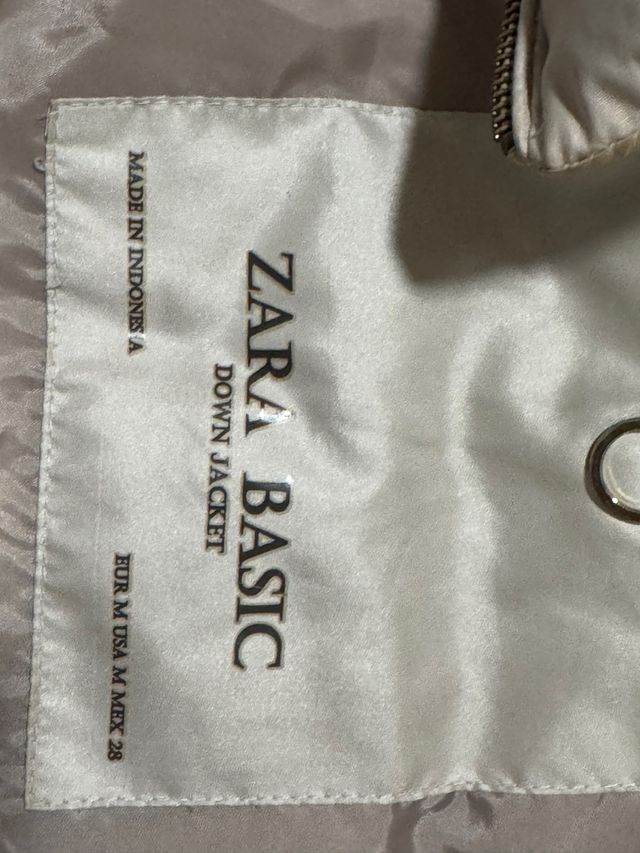 ZARA BASIC
DOWN JACKET
MADE IN INDONESIA
EUR M USA M MEX 28